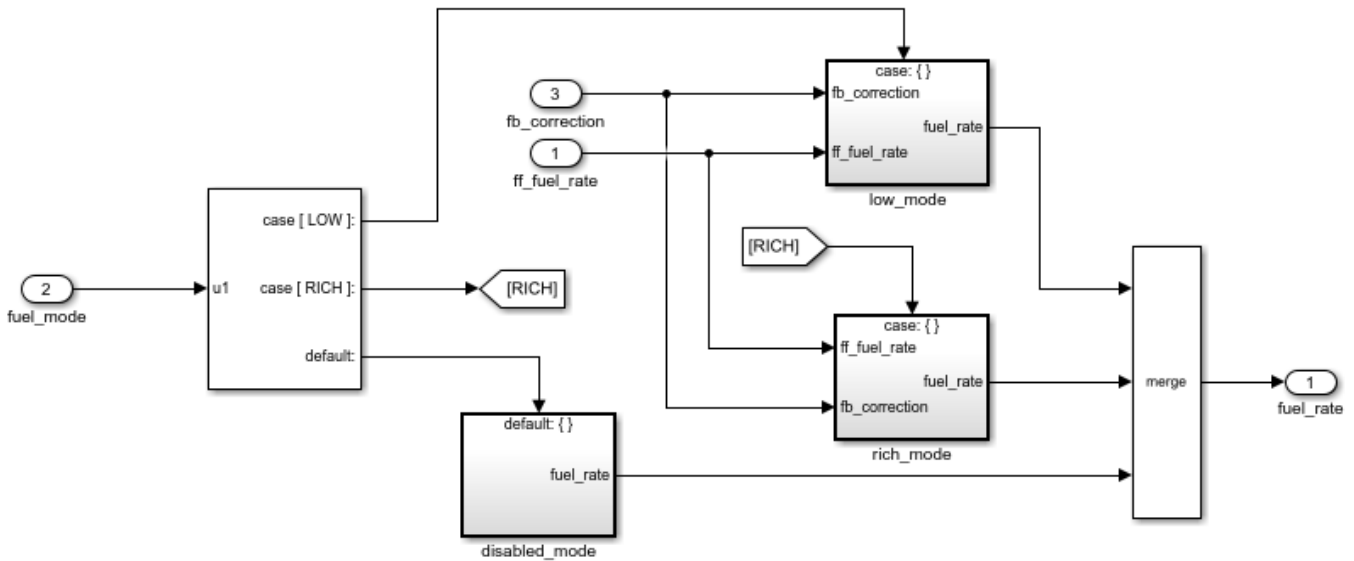 case: { }
3
fb_correction
fb_correction
fuel_rate
1
ff_fuel_rate
ff_fuel_rate
low_mode
case [ LOW ]:
[RICH]
2
fuel_mode
u1
case [ RICH ]:
[RICH]
default:
case: { }
ff_fuel_rate
fuel_rate
fb_correction
rich_mode
merge
1
fuel_rate
default: { }
fuel_rate
disabled_mode